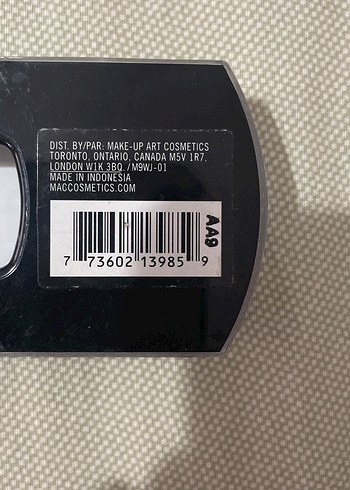 DIST. BY/PAR: MAKE-UP ART COSMETICS
TORONTO, ONTARIO, CANADA M5V 1R7,
LONDON W1K 3BQ. /M9WJ-01
MADE IN INDONESIA
MACCOSMETICS.COM
AA9
7 73602 13985 9